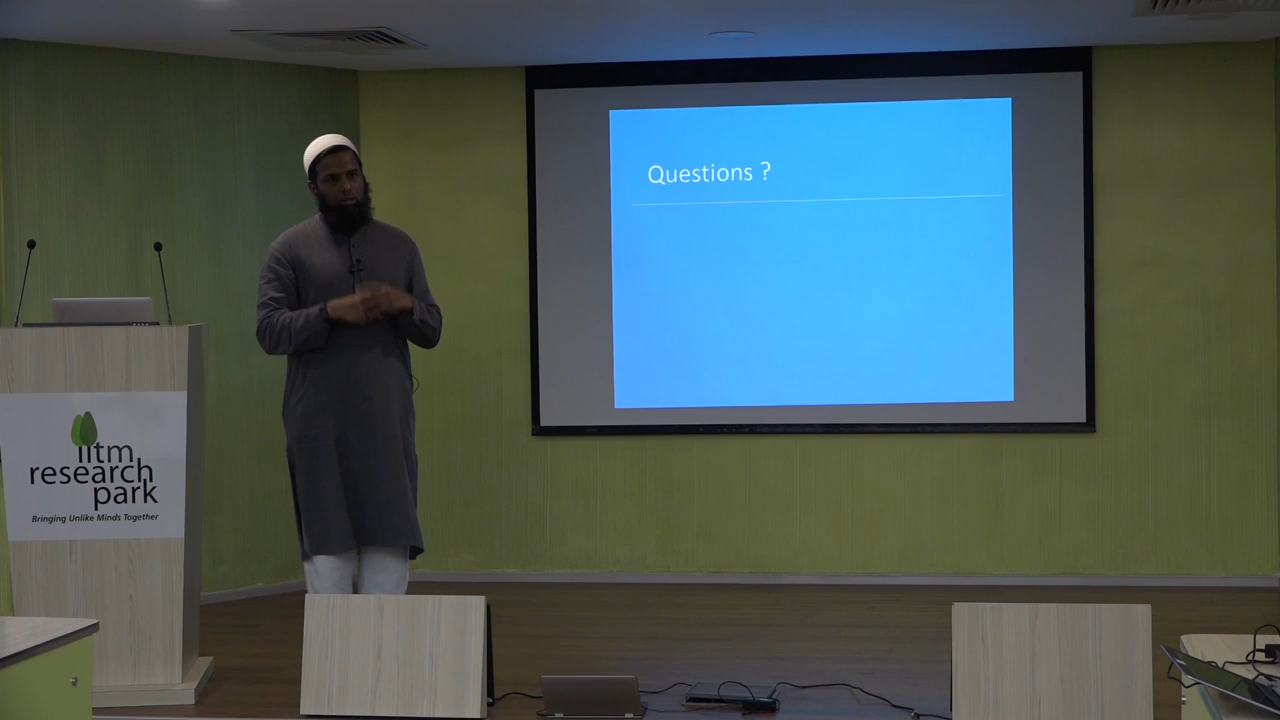 Questions ?
iitm
research
park
Bringing Unlike Minds Together